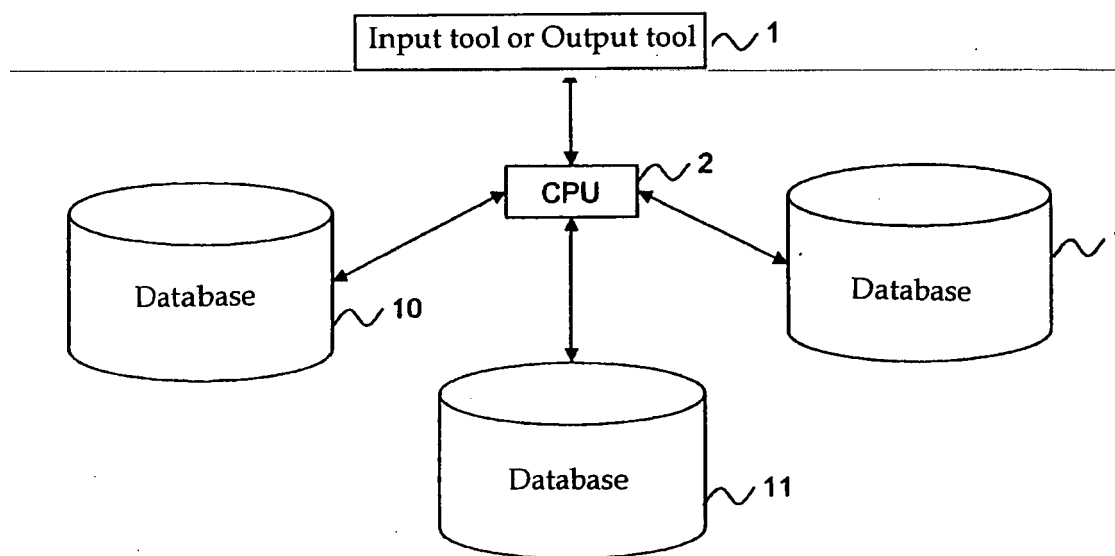 Input tool or Output tool 1
CPU 2
Database 10
Database
Database 11